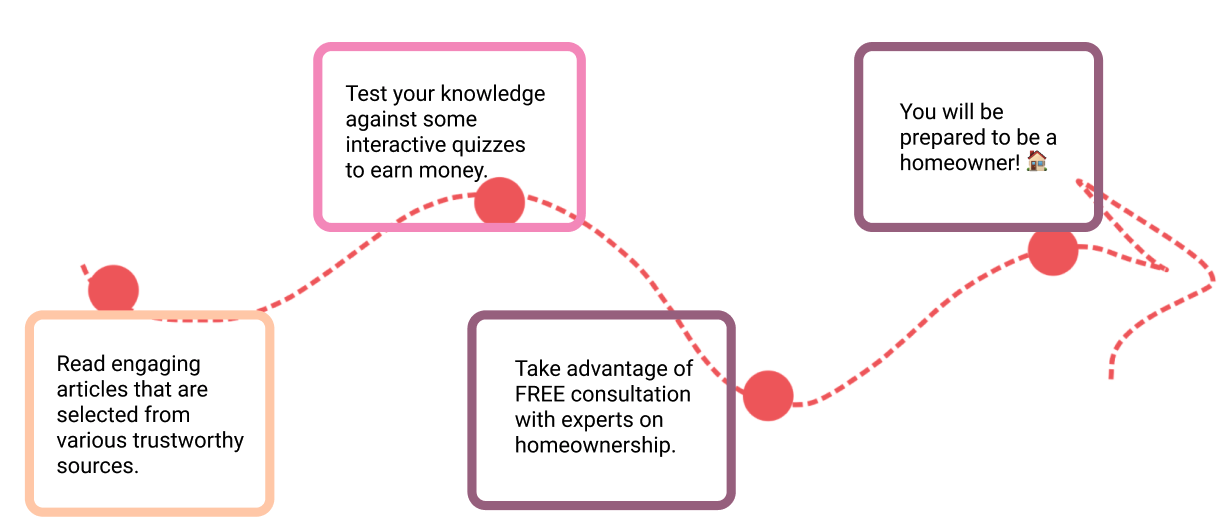 Read engaging
articles that are
selected from
various trustworthy
sources.
Test your knowledge
against some
interactive quizzes
to earn money.
Take advantage of
FREE consultation
with experts on
homeownership.
You will be
prepared to be a
homeowner! 🏠